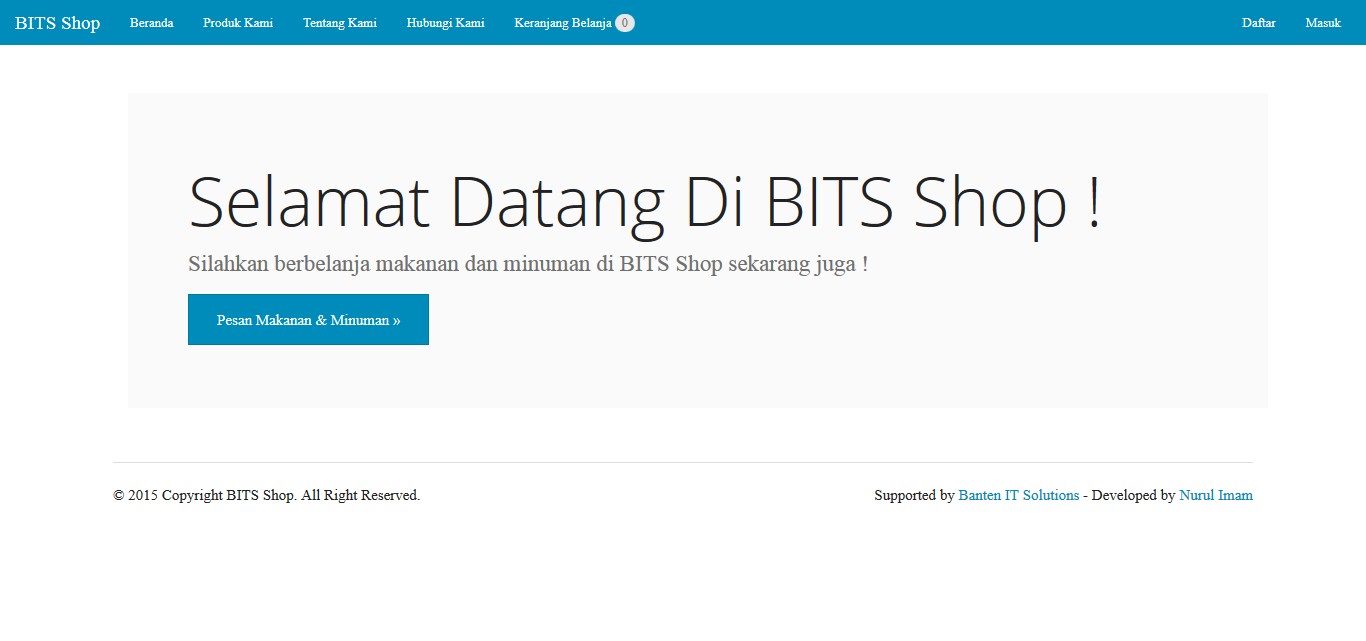 BITS Shop Beranda Produk Kami Tentang Kami Hubungi Kami Keranjang Belanja 0 Daftar Masuk
Selamat Datang Di BITS Shop !
Silahkan berbelanja makanan dan minuman di BITS Shop sekarang juga !
Pesan Makanan & Minuman »
© 2015 Copyright BITS Shop. All Right Reserved. Supported by Banten IT Solutions - Developed by Nurul Imam